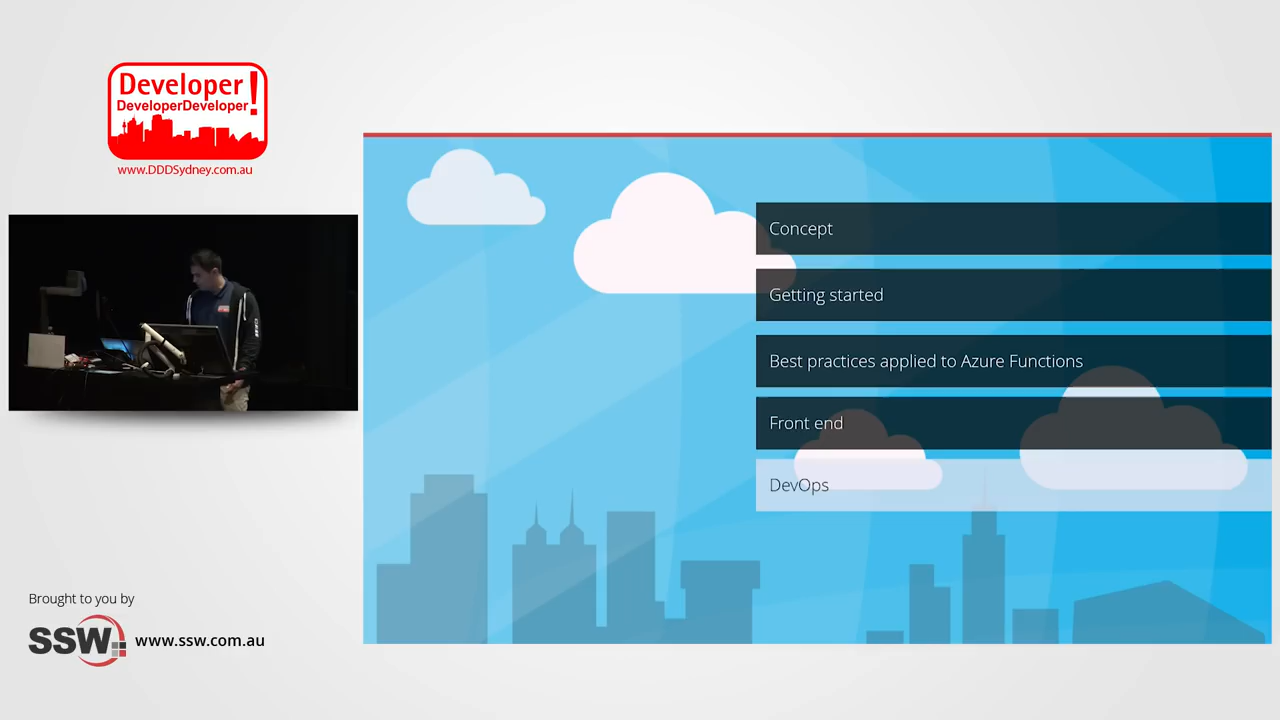 Developer!
DeveloperDeveloper
www.DDDSydney.com.au
Concept
Getting started
Best practices applied to Azure Functions
Front end
DevOps
Brought to you by
SSW
www.ssw.com.au